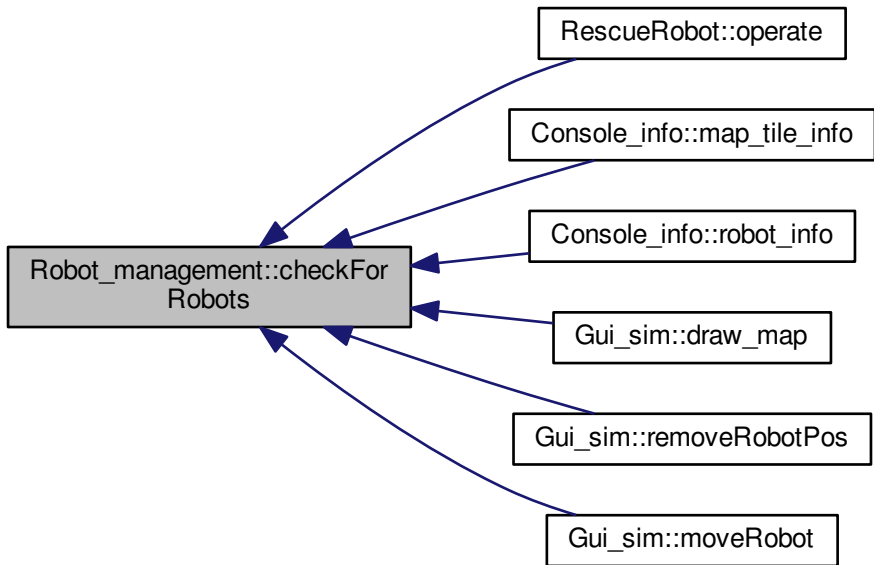 RescueRobot::operate
Console_info::map_tile_info
Console_info::robot_info
Robot_management::checkFor
Robots
Gui_sim::draw_map
Gui_sim::removeRobotPos
Gui_sim::moveRobot